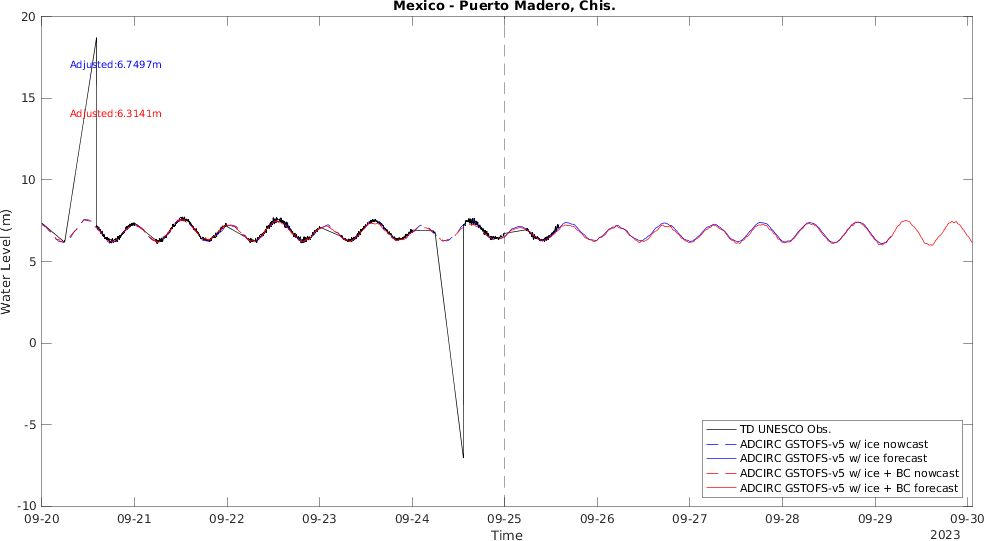 Mexico - Puerto Madero, Chis.
20
15
10
5
0
-5
-10
Water Level (m)
Adjusted:6.7497m
Adjusted:6.3141m
TD UNESCO Obs.
ADCIRC GSTOFS-v5 w/ ice nowcast
ADCIRC GSTOFS-v5 w/ ice forecast
ADCIRC GSTOFS-v5 w/ ice + BC nowcast
ADCIRC GSTOFS-v5 w/ ice + BC forecast
09-20 09-21 09-22 09-23 09-24 09-25 09-26 09-27 09-28 09-29 09-30
Time
2023